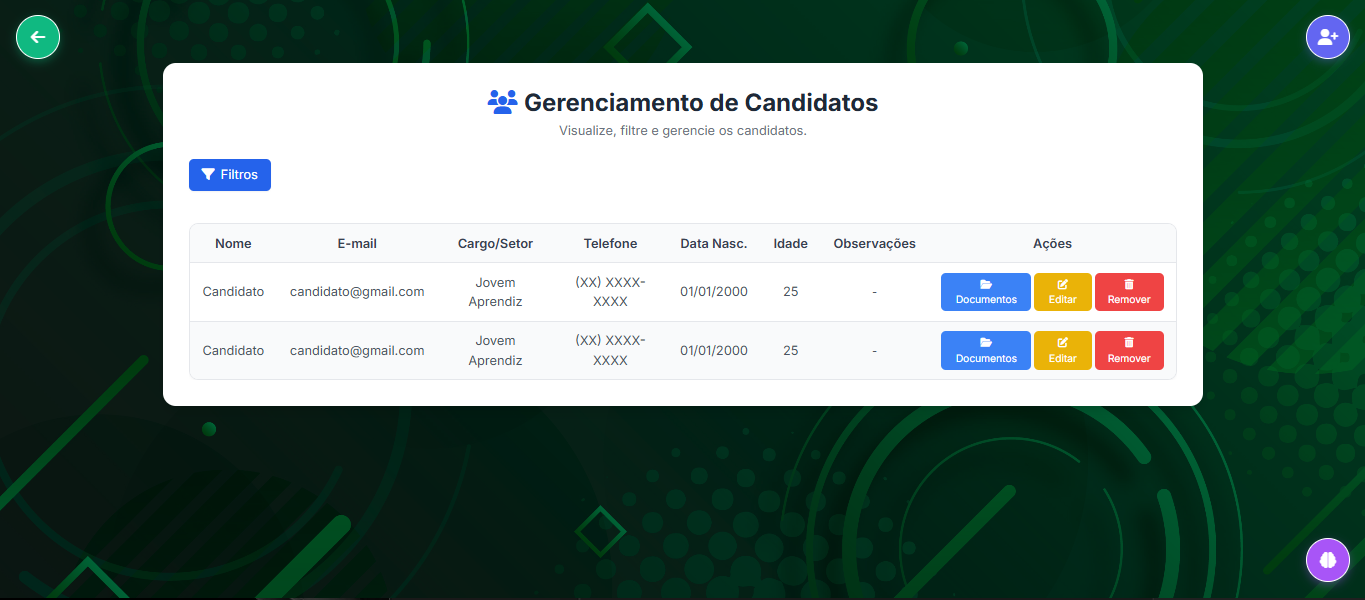 Gerenciamento de Candidatos
Visualize, filtre e gerencie os candidatos.
Filtros
Nome E-mail Cargo/Setor Telefone Data Nasc. Idade Observações Ações
Candidato candidato@gmail.com Jovem Aprendiz (XX) XXXX-XXXX 01/01/2000 25 - Documentos Editar Remover
Candidato candidato@gmail.com Jovem Aprendiz (XX) XXXX-XXXX 01/01/2000 25 - Documentos Editar Remover